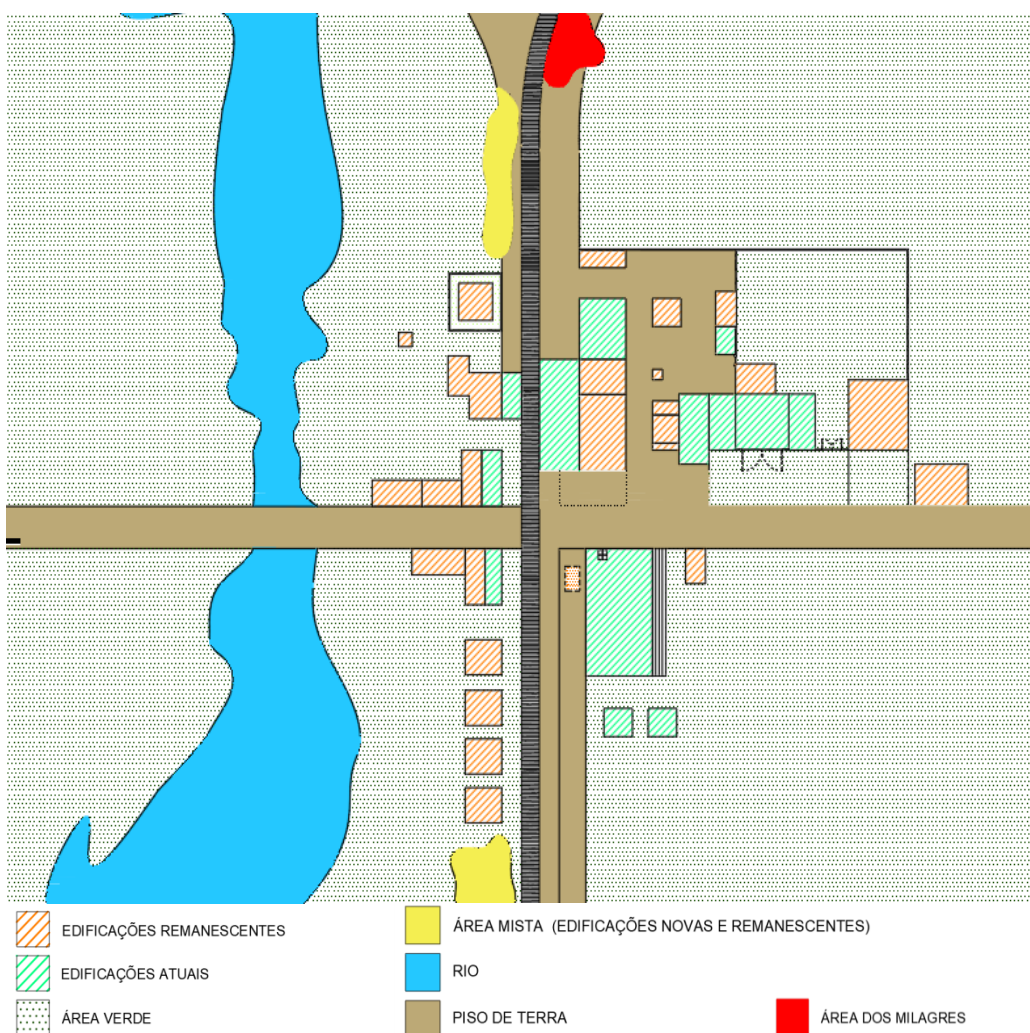 EDIFICAÇÕES REMANESCENTES
ÁREA MISTA (EDIFICAÇÕES NOVAS E REMANESCENTES)
EDIFICAÇÕES ATUAIS
RIO
ÁREA VERDE
PISO DE TERRA
ÁREA DOS MILAGRES